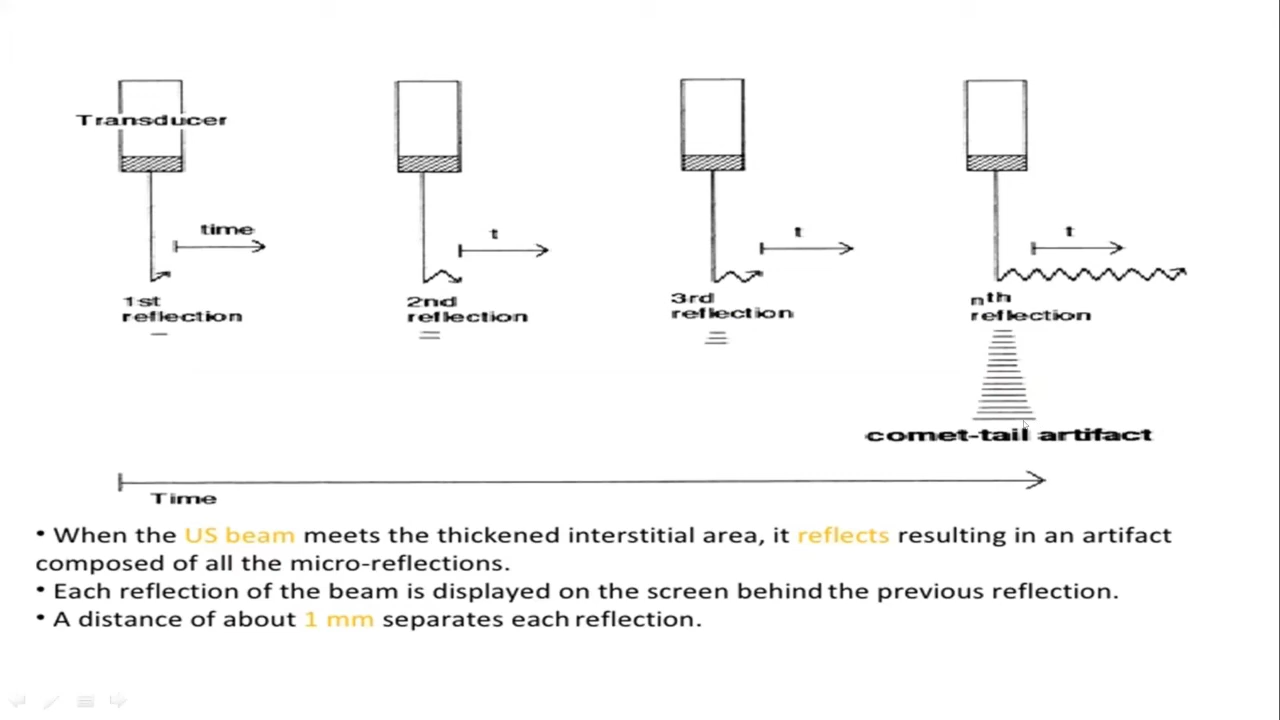 Transducer
time
t
t
t
1st
reflection
2nd
reflection
3rd
reflection
nth
reflection
comet-tail artifact
Time
• When the US beam meets the thickened interstitial area, it reflects resulting in an artifact
composed of all the micro-reflections.
• Each reflection of the beam is displayed on the screen behind the previous reflection.
• A distance of about 1 mm separates each reflection.